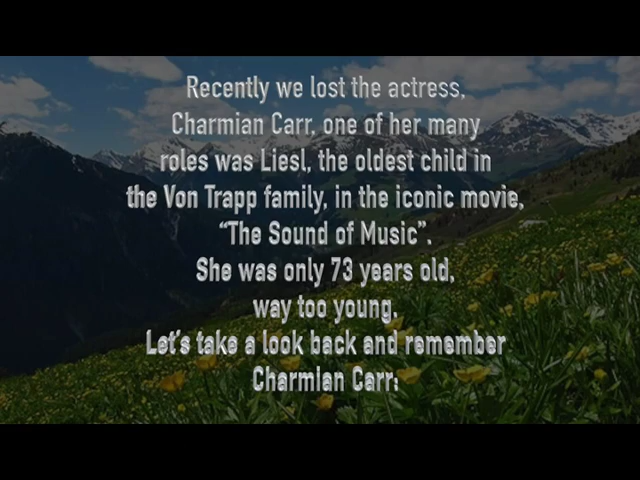 Recently we lost the actress,
Charmian Carr, one of her many
roles was Liesl, the oldest child in
the Von Trapp family, in the iconic movie,
“The Sound of Music”.
She was only 73 years old,
way too young.
Let's take a look back and remember
Charmian Carr: